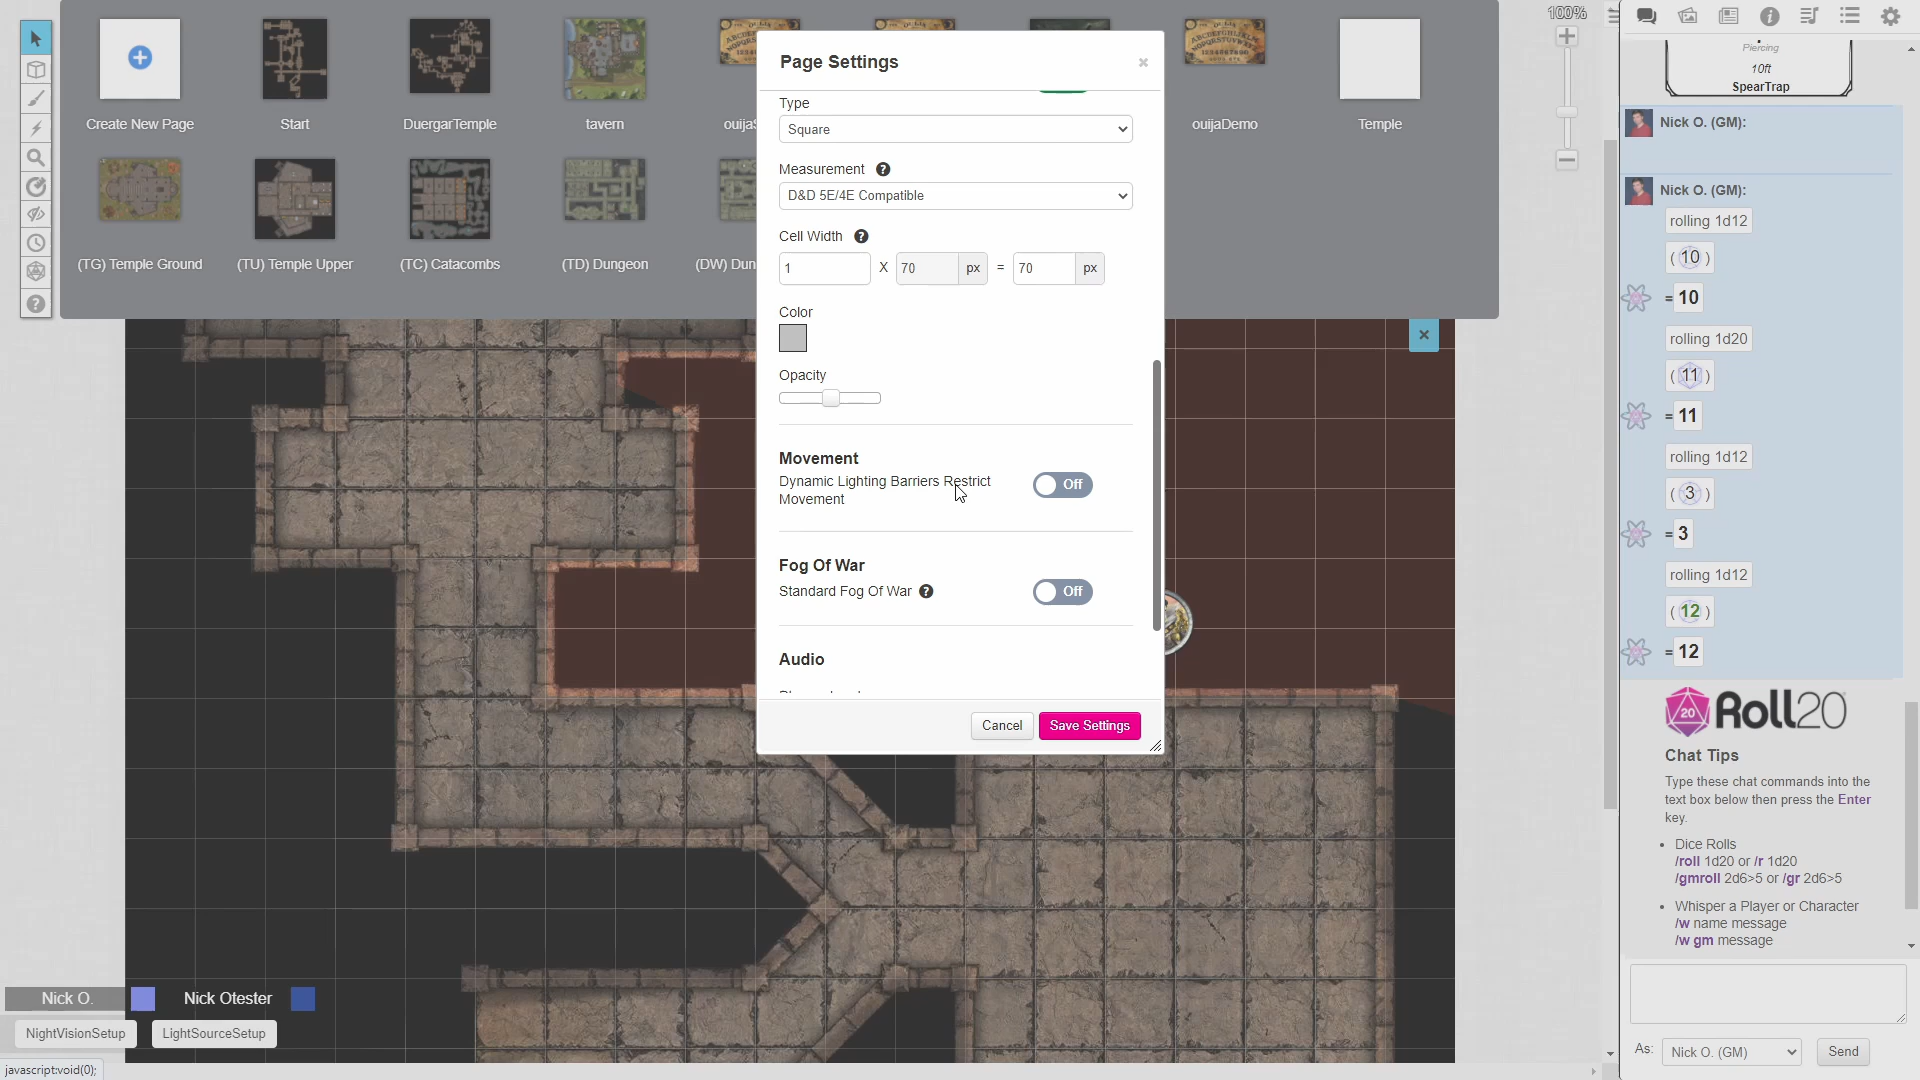 Create New Page
Start
DuergarTemple
tavern
ouijaDemo
Temple
(TG) Temple Ground
(TU) Temple Upper
(TC) Catacombs
(TD) Dungeon
(DW) Dun
100%
Page Settings
×
Type
Square
Measurement ?
D&D 5E/4E Compatible
Cell Width ?
1 X 70 px = 70 px
Color
Opacity
Movement
Dynamic Lighting Barriers Restrict
Movement
Off
Fog Of War
Standard Fog Of War ?
Off
Audio
Cancel
Save Settings
Piercing
10ft
SpearTrap
Nick O. (GM):
Nick O. (GM):
rolling 1d12
(10)
=10
rolling 1d20
(11)
=11
rolling 1d12
(3)
=3
rolling 1d12
(12)
=12
20 Roll20
Chat Tips
Type these chat commands into the
text box below then press the Enter
key.
• Dice Rolls
/roll 1d20 or /r 1d20
/gmroll 2d6>5 or /gr 2d6>5
• Whisper a Player or Character
/w name message
/w gm message
As: Nick O. (GM)
Send
Nick O.
Nick Otester
NightVisionSetup
LightSourceSetup
javascript:void(0);